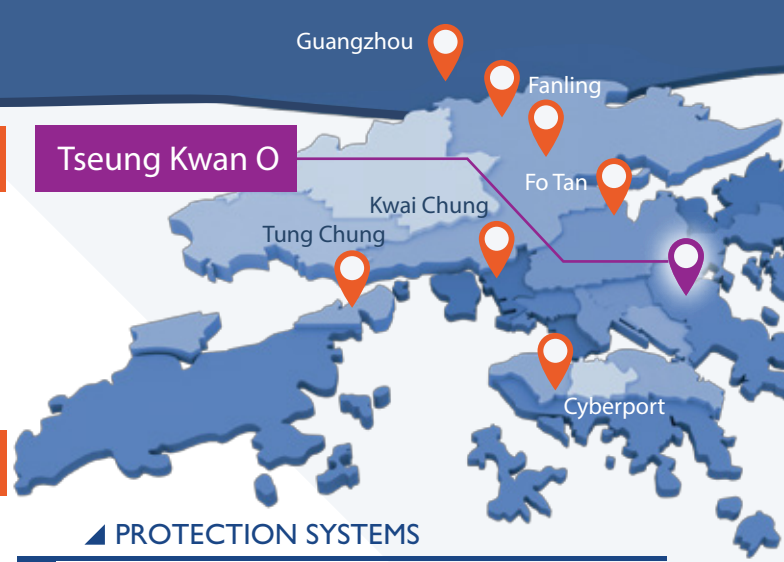 Guangzhou
Fanling
Tseung Kwan O
Fo Tan
Kwai Chung
Tung Chung
Cyberport
PROTECTION SYSTEMS